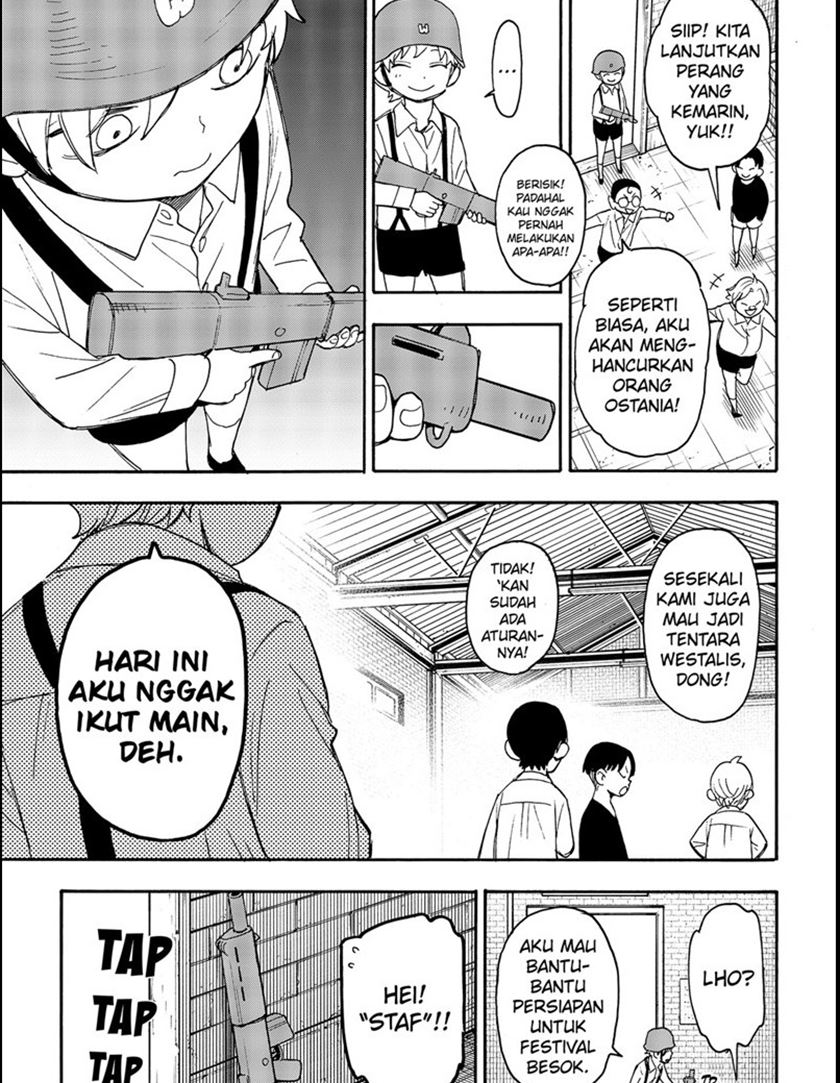 SIIP! KITA
LANJUTKAN
PERANG
YANG
KEMARIN,
YUK!!
SEPERTI
BIASA, AKU
AKAN MENG-
HANCURKAN
ORANG
OSTANIA!
...
BERISIK!
PADAHAL
KAU NGGAK
PERNAH
MELAKUKAN
APA-APA!!
W
W
SESEKALI
KAMI JUGA
MAU JADI
TENTARA
WESTALIS,
DONG!
TIDAK!
'KAN
SUDAH
ADA
ATURAN-
NYA!
HARI INI
AKU NGGAK
IKUT MAIN,
DEH.
LHO?
AKU MAU
BANTU-
BANTU
PERSIAPAN
UNTUK
FESTIVAL
BESOK.
HEI!
"STAF"!!
TAP
TAP
TAP